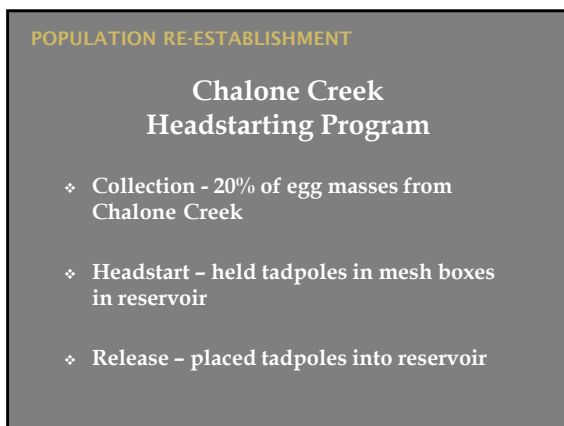 POPULATION RE-ESTABLISHMENT
Chalone Creek
Headstarting Program
❖ Collection - 20% of egg masses from
Chalone Creek
❖ Headstart – held tadpoles in mesh boxes
in reservoir
❖ Release – placed tadpoles into reservoir